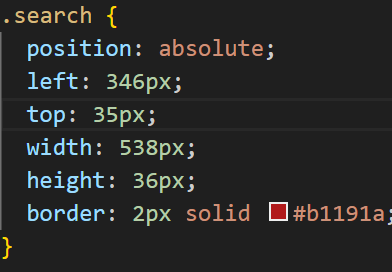 .search {
position: absolute;
left: 346px;
top: 35px;
width: 538px;
height: 36px;
border: 2px solid #b1191a;
}